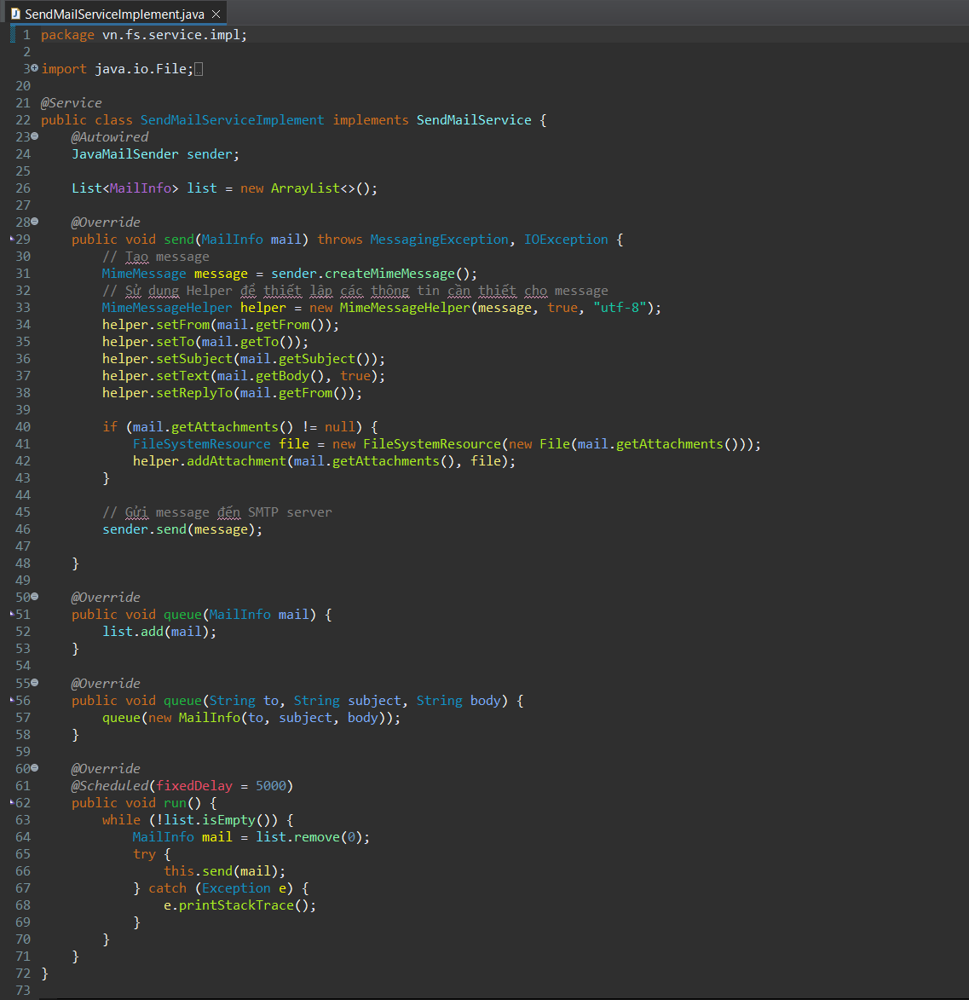 SendMailServiceImplement.java
1 package vn.fs.service.impl;
2
3 import java.io.File;
20
21 @Service
22 public class SendMailServiceImplement implements SendMailService {
23     @Autowired
24     JavaMailSender sender;
25
26     List<MailInfo> list = new ArrayList<>();
27
28     @Override
29     public void send(MailInfo mail) throws MessagingException, IOException {
30         // Tạo message
31         MimeMessage message = sender.createMimeMessage();
32         // Sử dụng Helper để thiết lập các thông tin cần thiết cho message
33         MimeMessageHelper helper = new MimeMessageHelper(message, true, "utf-8");
34         helper.setFrom(mail.getFrom());
35         helper.setTo(mail.getTo());
36         helper.setSubject(mail.getSubject());
37         helper.setText(mail.getBody(), true);
38         helper.setReplyTo(mail.getFrom());
39
40         if (mail.getAttachments() != null) {
41             FileSystemResource file = new FileSystemResource(new File(mail.getAttachments()));
42             helper.addAttachment(mail.getAttachments(), file);
43         }
44
45         // Gửi message đến SMTP server
46         sender.send(message);
47
48     }
49
50     @Override
51     public void queue(MailInfo mail) {
52         list.add(mail);
53     }
54
55     @Override
56     public void queue(String to, String subject, String body) {
57         queue(new MailInfo(to, subject, body));
58     }
59
60     @Override
61     @Scheduled(fixedDelay = 5000)
62     public void run() {
63         while (!list.isEmpty()) {
64             MailInfo mail = list.remove(0);
65             try {
66                 this.send(mail);
67             } catch (Exception e) {
68                 e.printStackTrace();
69             }
70         }
71     }
72 }
73